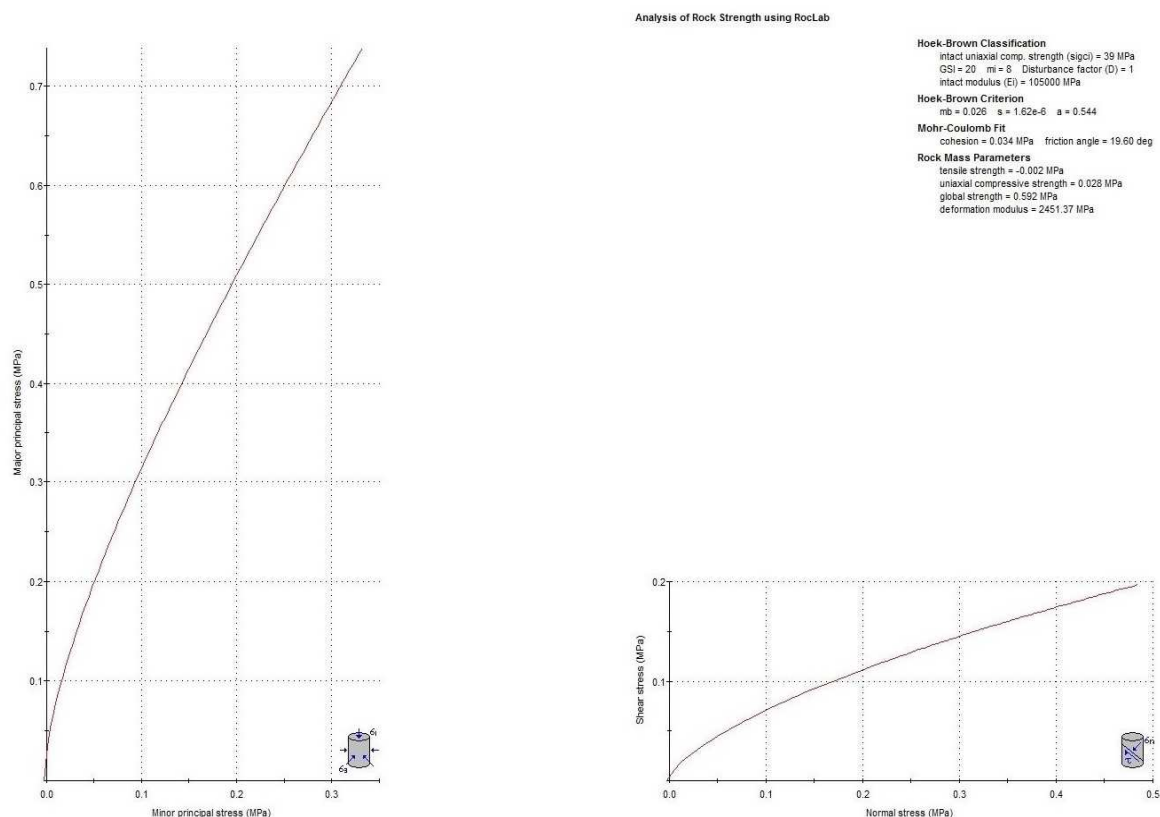 Analysis of Rock Strength using RocLab
Hoek-Brown Classification
intact uniaxial comp. strength (sigci) = 39 MPa
GSI = 20 mi = 8 Disturbance factor (D) = 1
intact modulus (Ei) = 105000 MPa
Hoek-Brown Criterion
mb = 0.026 s = 1.62e-6 a = 0.544
Mohr-Coulomb Fit
cohesion = 0.034 MPa friction angle = 19.60 deg
Rock Mass Parameters
tensile strength = -0.002 MPa
uniaxial compressive strength = 0.028 MPa
global strength = 0.592 MPa
deformation modulus = 2451.37 MPa
Major principal stress (MPa)
0.7
0.6
0.5
0.4
0.3
0.2
0.1
0.0 0.1 0.2 0.3
Minor principal stress (MPa)
σ1
σ3
Shear stress (MPa)
0.2
0.1
0.0 0.1 0.2 0.3 0.4 0.5
Normal stress (MPa)
σn
τ